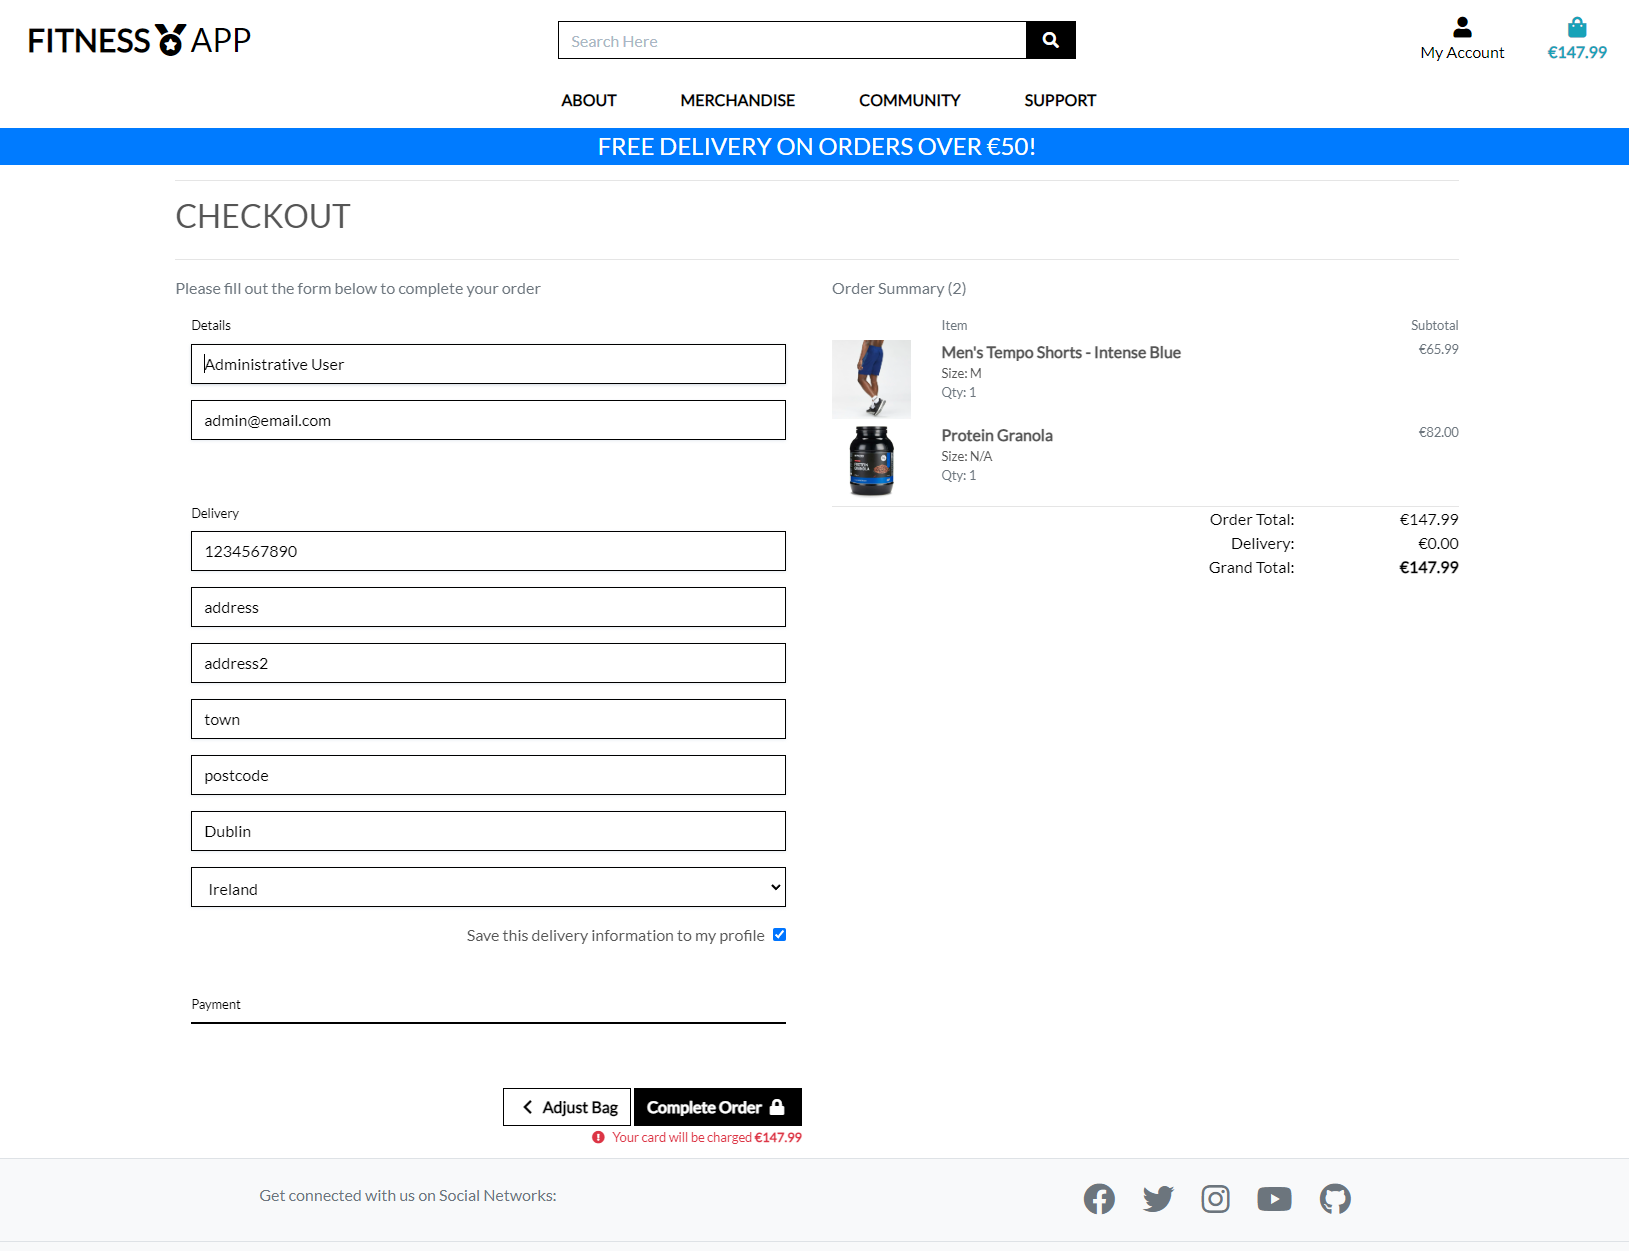 FITNESS APP
Search Here
My Account
€147.99
ABOUT MERCHANDISE COMMUNITY SUPPORT
FREE DELIVERY ON ORDERS OVER €50!
CHECKOUT
Please fill out the form below to complete your order
Details
Administrative User
admin@email.com
Delivery
1234567890
address
address2
town
postcode
Dublin
Ireland
Save this delivery information to my profile
Payment
Adjust Bag
Complete Order
Your card will be charged €147.99
Order Summary (2)
Item Subtotal
Men's Tempo Shorts - Intense Blue €65.99
Size: M
Qty: 1
Protein Granola €82.00
Size: N/A
Qty: 1
PROTEIN
GRANOLA
Order Total: €147.99
Delivery: €0.00
Grand Total: €147.99
Get connected with us on Social Networks: